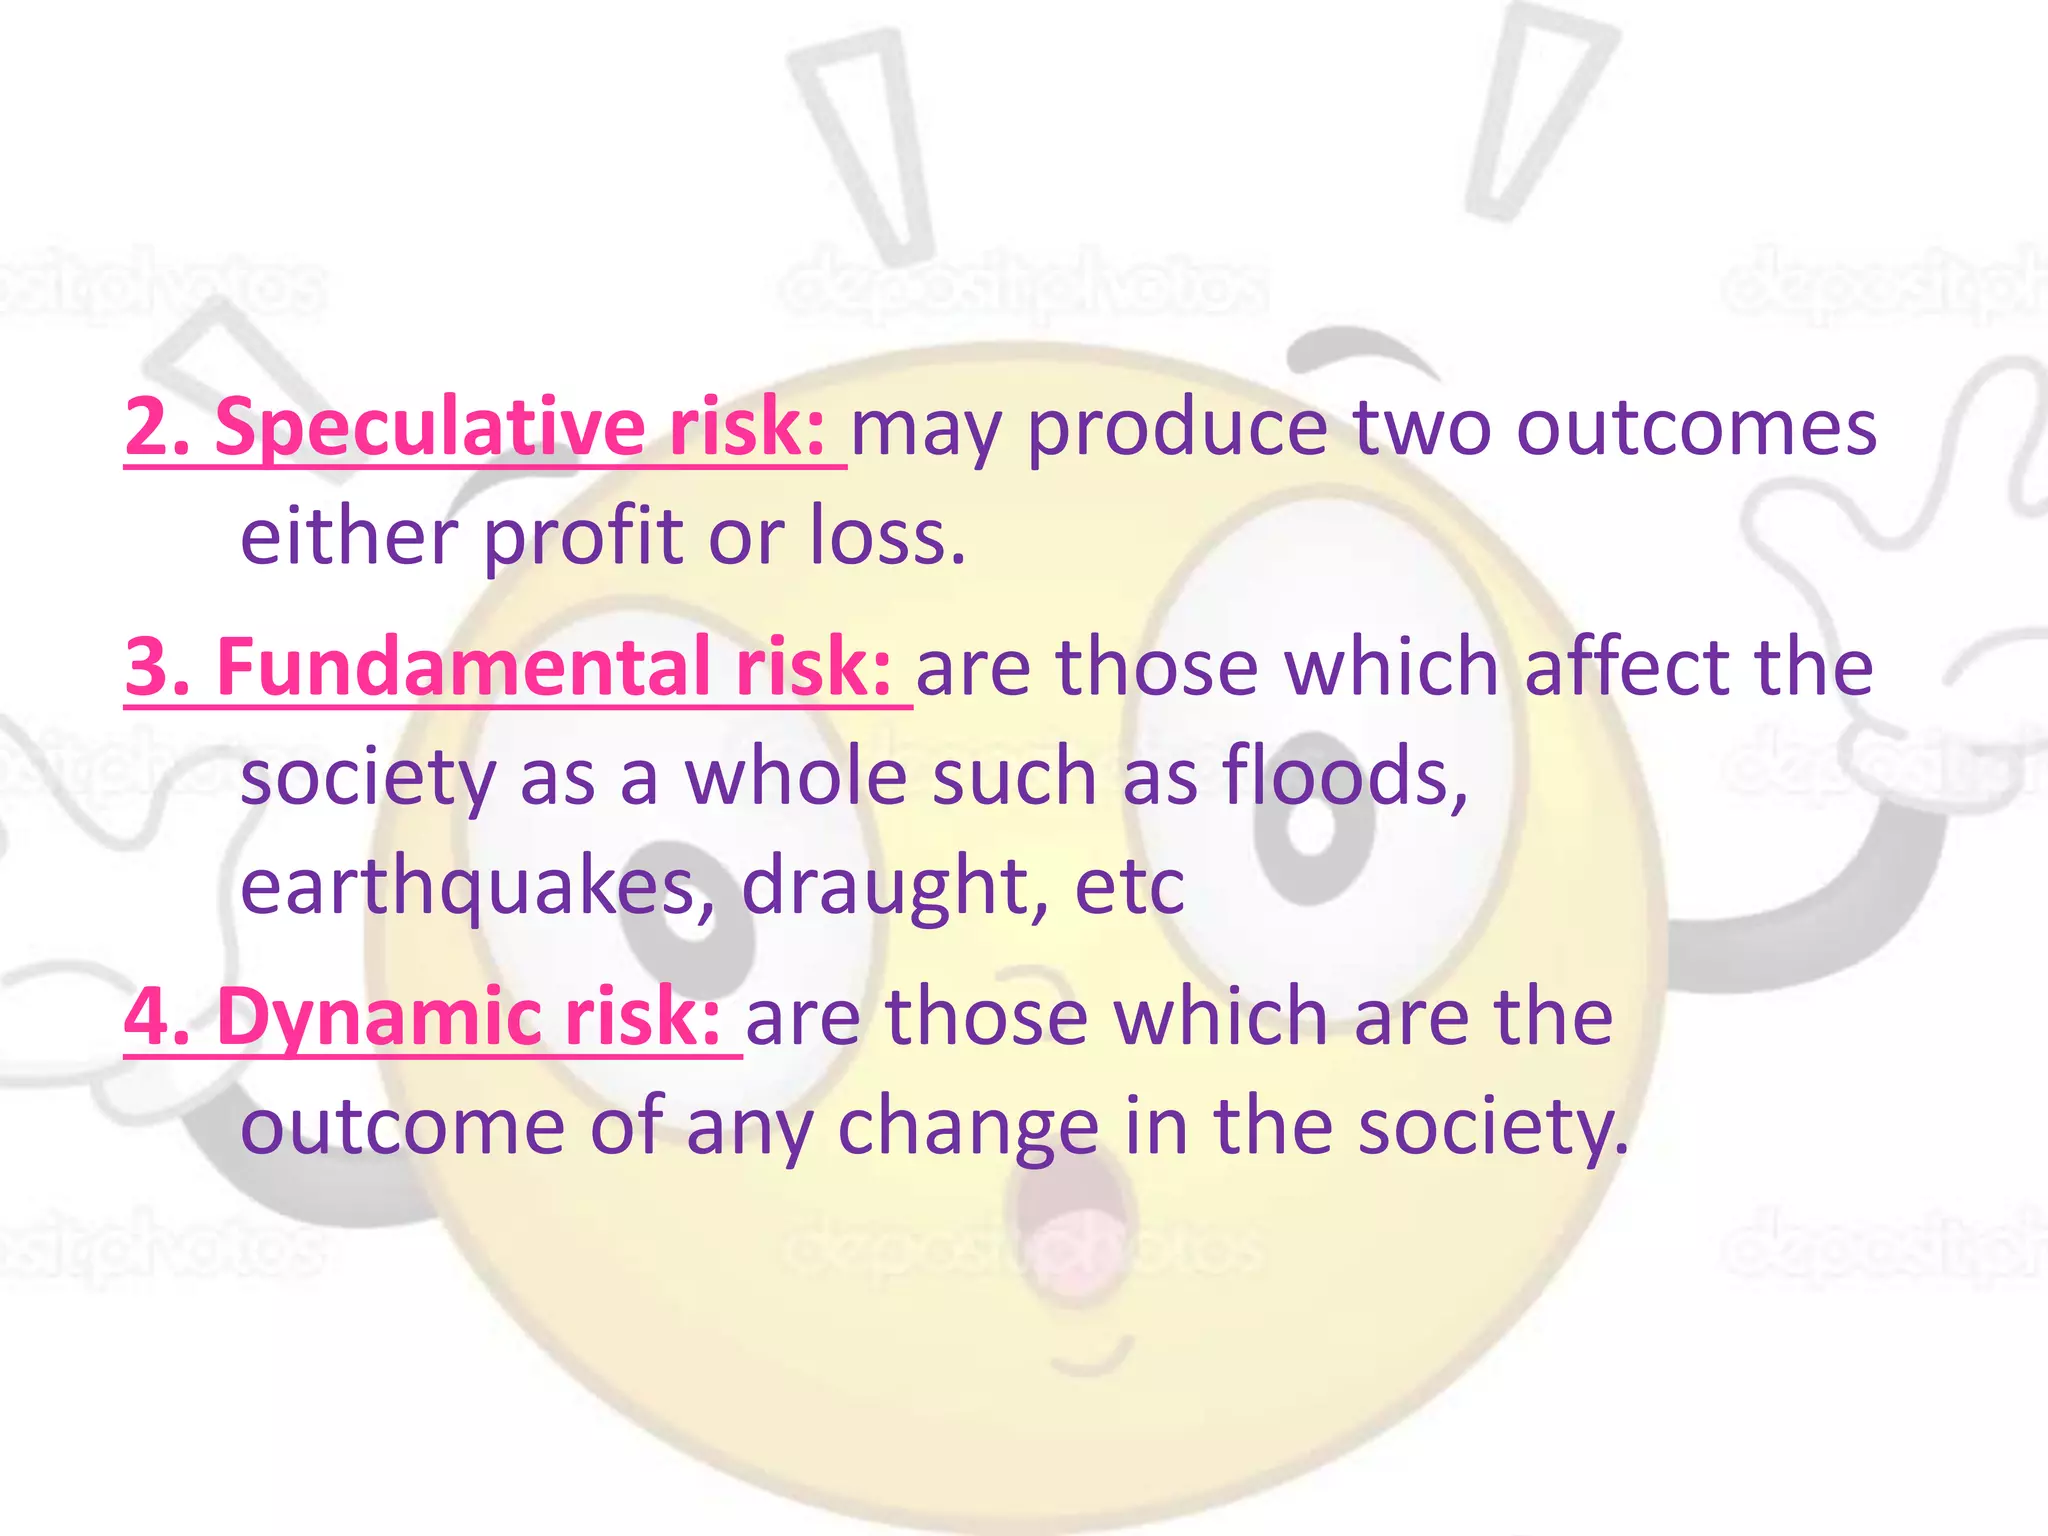 depositphotos
2. Speculative risk: may produce two outcomes
either profit or loss.
3. Fundamental risk: are those which affect the
society as a whole such as floods,
earthquakes, draught, etc
4. Dynamic risk: are those which are the
outcome of any change in the society.
depositphotos